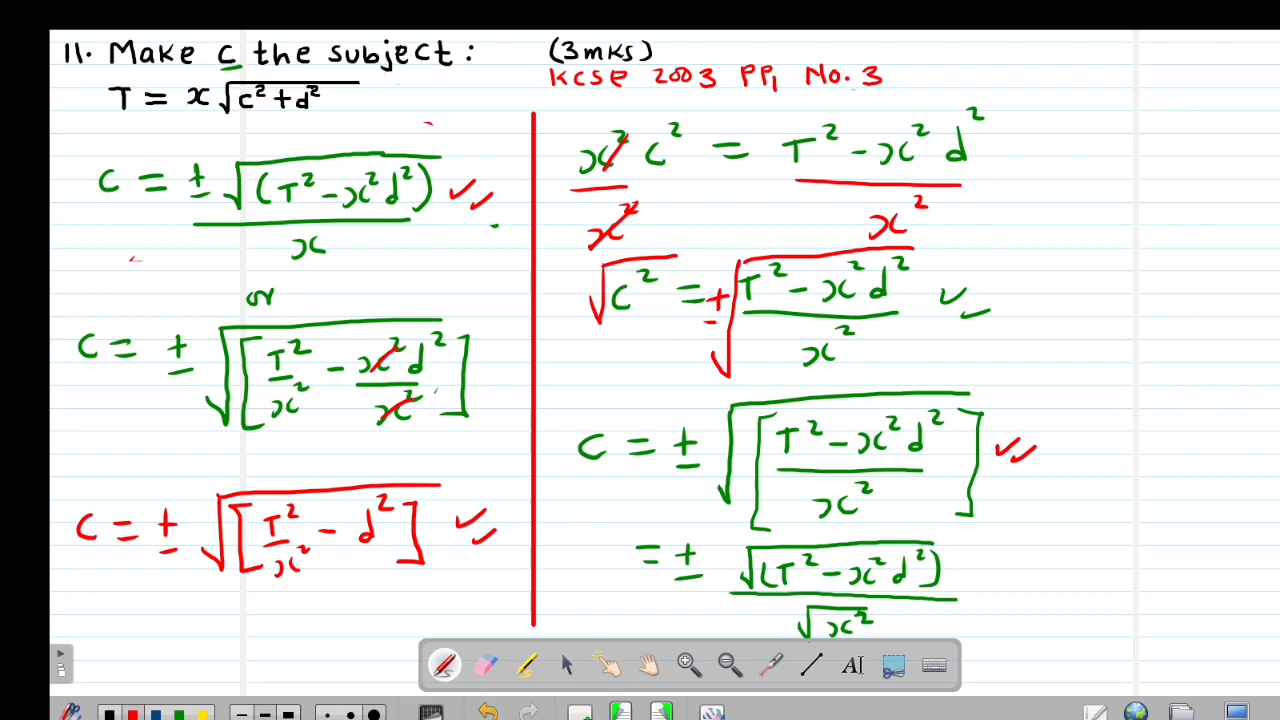 11. Make c the subject: (3mks)
KCSE 2003 PP1 No. 3
T = x√(c² + d²)
c = ± √(T² - x²d²) / x
or
c = ± √[T²/x² - x²d²/x²]
c = ± √[T²/x² - d²]
x²c²/x² = (T² - x²d²)/x²
√c² = ± √((T² - x²d²)/x²)
c = ± √[(T² - x²d²)/x²]
= ± √(T² - x²d²) / √x²
AI